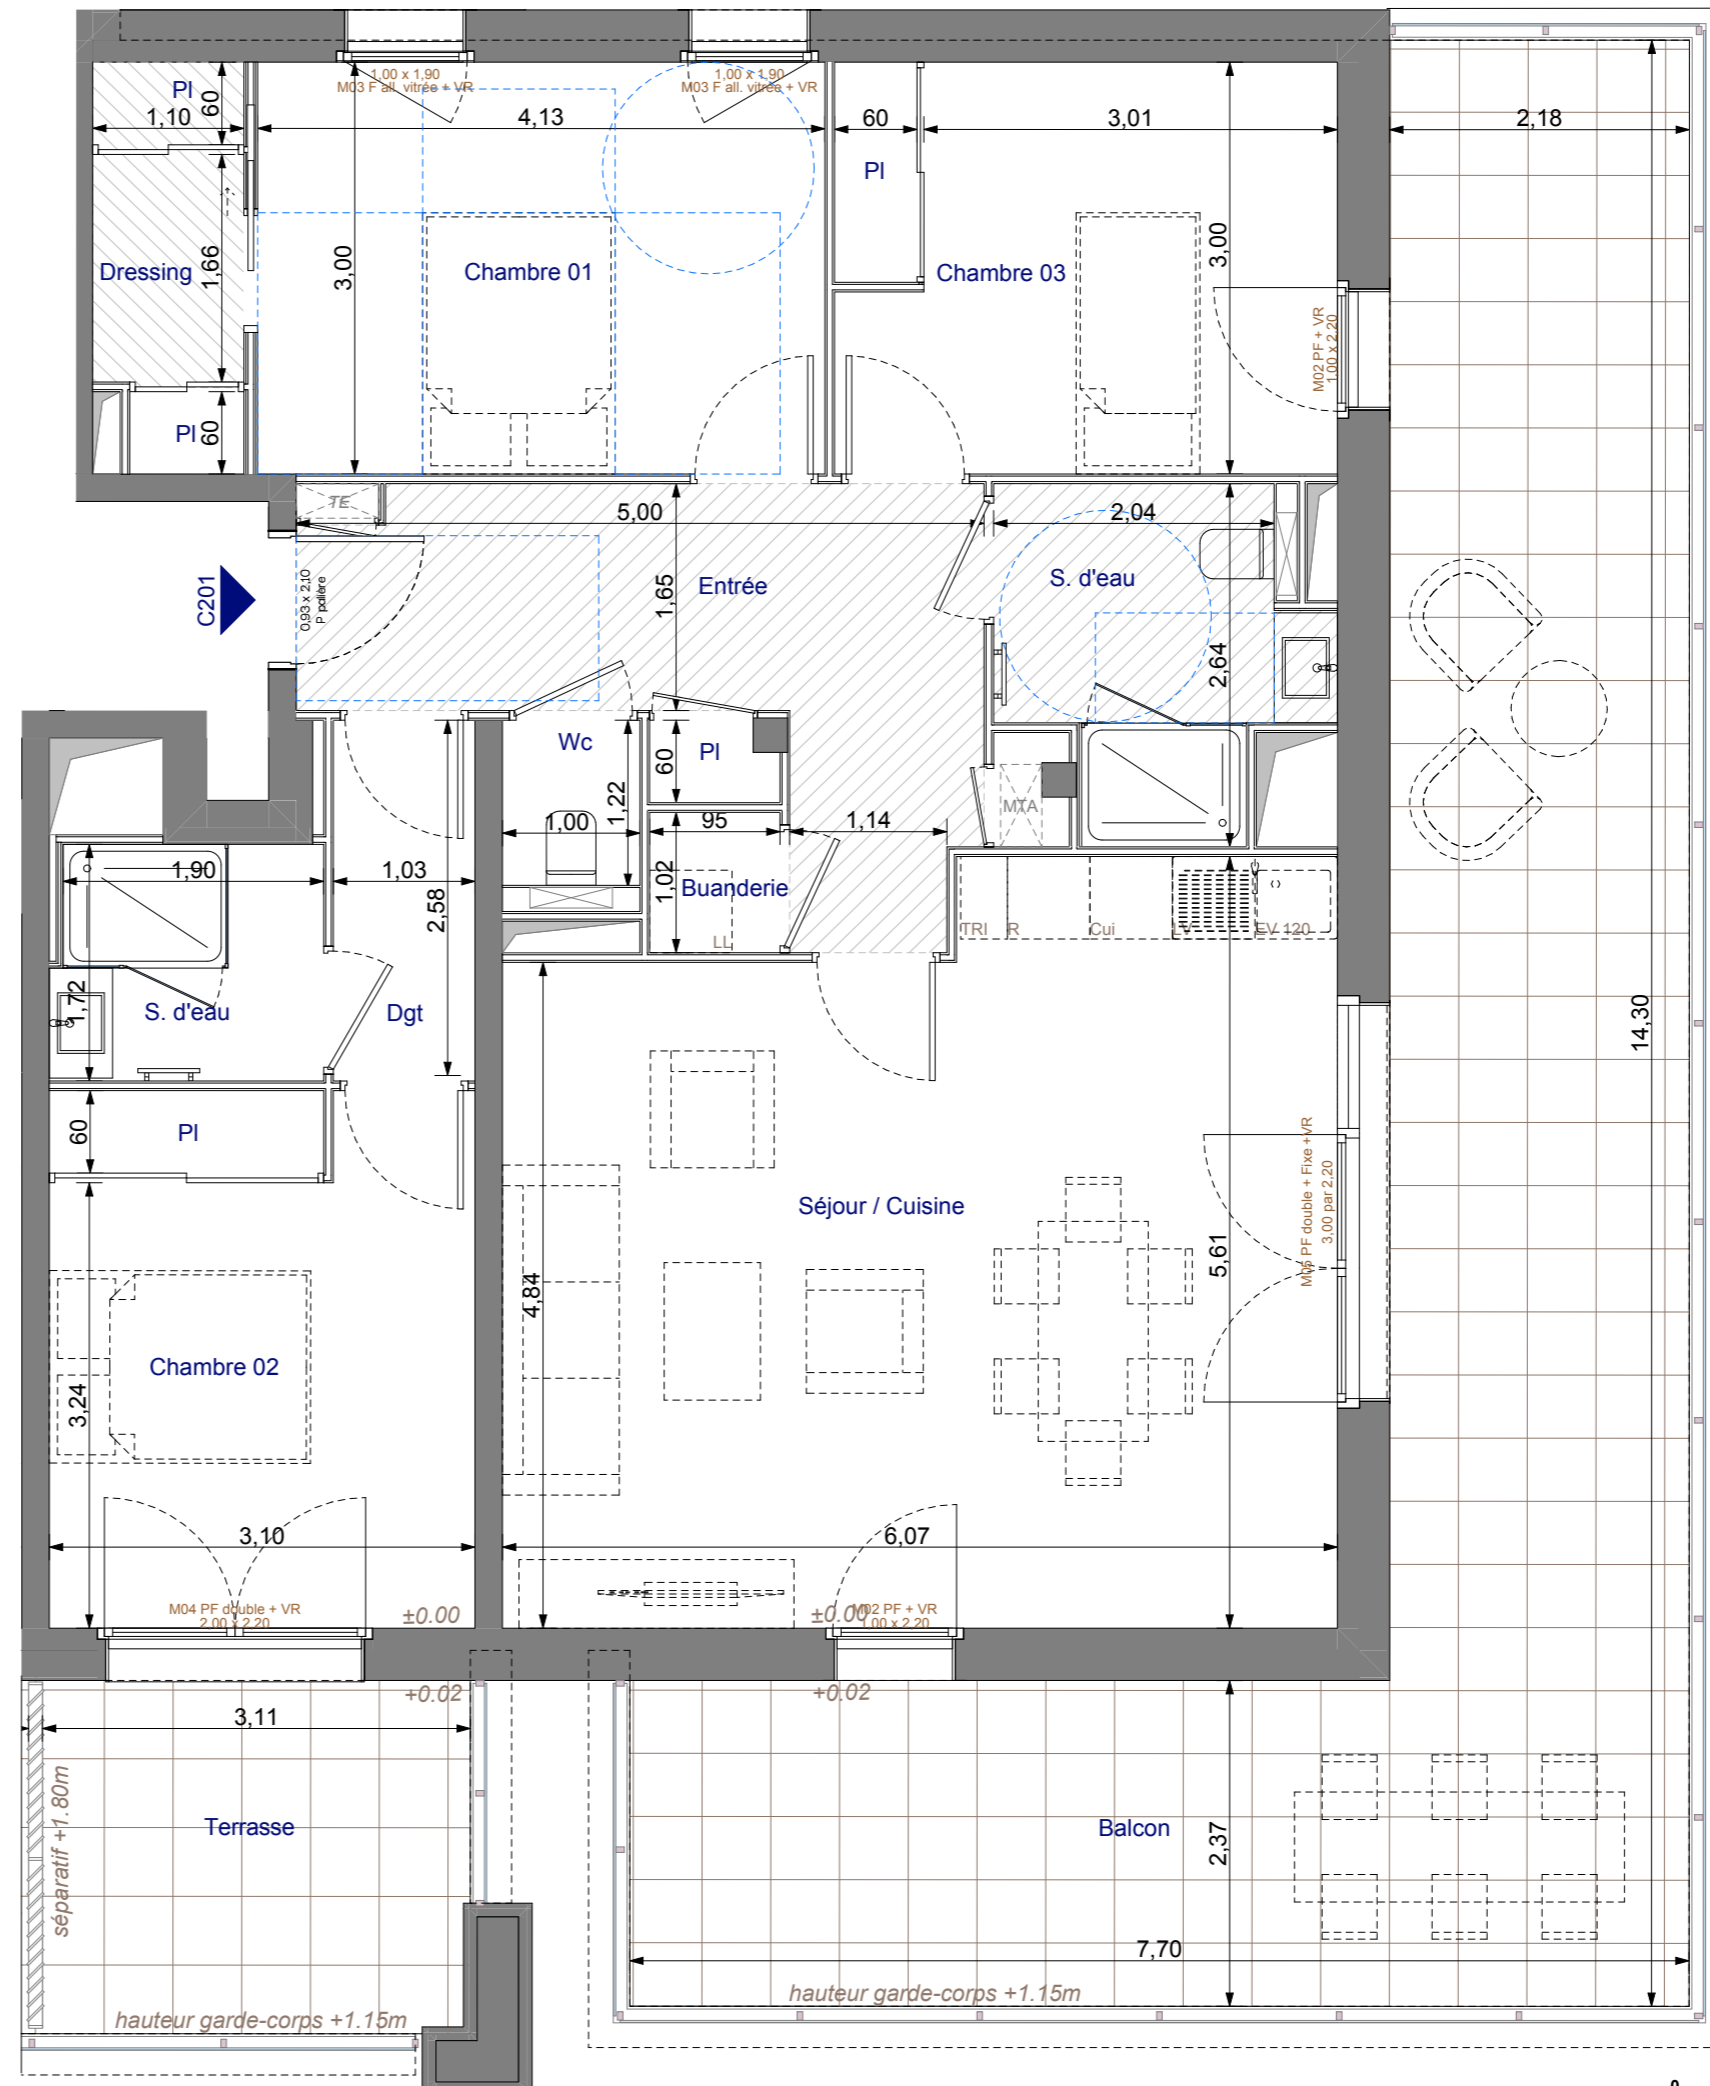 1,00 x 1,90
M03 F all. vitrée + VR
1,00 x 1,90
M03 F all. vitrée + VR
Pl
60
1,10
4,13
60
3,01
2,18
Pl
Dressing
1,66
3,00
Chambre 01
Chambre 03
3,00
M02 PF + VR
1,00 x 2,20
Pl
60
TE
5,00
2,04
C201
0,93 x 2,10
P palière
1,65
Entrée
S. d'eau
2,64
Wc
60
Pl
1,22
MTA
1,00
95
1,14
1,90
1,03
2,58
1,02
Buanderie
LL
TRI
R
Cui
LV
EV 120
1,72
S. d'eau
Dgt
14,30
60
Pl
M05 PF double + Fixe +VR
3,00 par 2,20
Séjour / Cuisine
4,84
5,61
Chambre 02
3,24
3,10
6,07
M04 PF double + VR
2,00 x 2,20
±0.00
±0.00
M02 PF + VR
1,00 x 2,20
+0.02
+0.02
3,11
séparatif +1.80m
Terrasse
Balcon
2,37
7,70
hauteur garde-corps +1.15m
hauteur garde-corps +1.15m